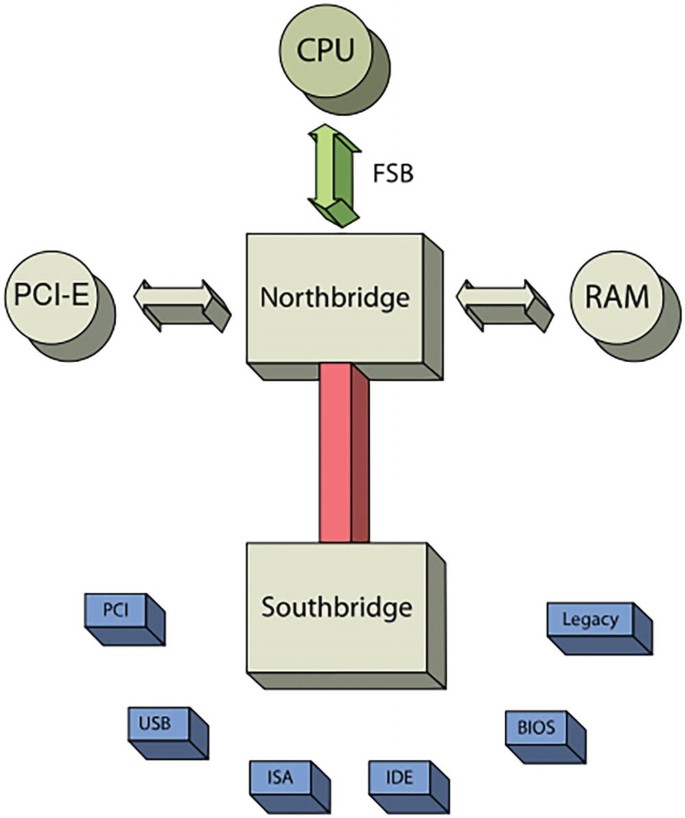 CPU
FSB
PCI-E
Northbridge
RAM
Southbridge
PCI
Legacy
USB
BIOS
ISA
IDE